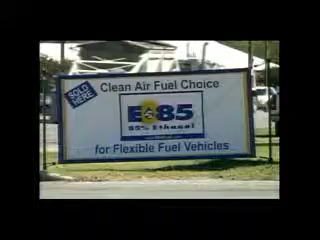 SOLD
HERE
Clean Air Fuel Choice
E85
85% Ethanol
for Flexible Fuel Vehicles